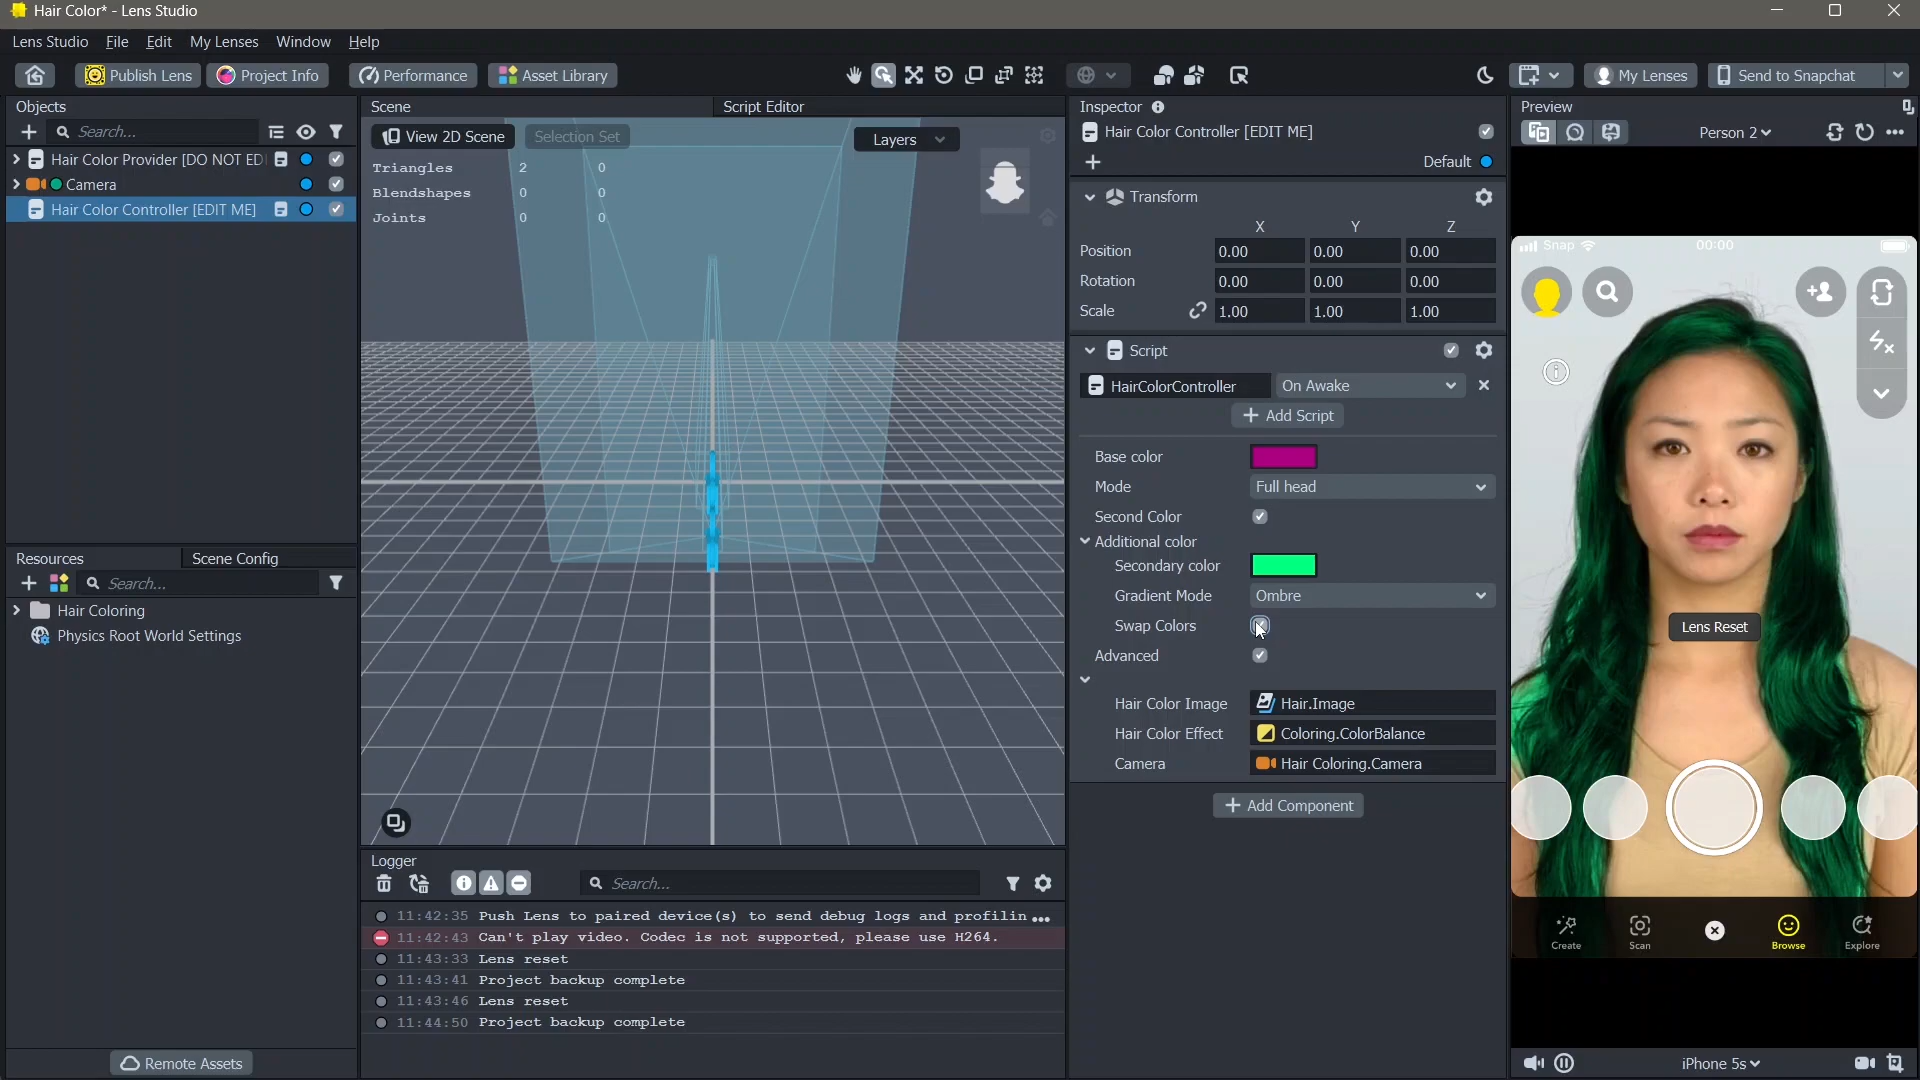 Hair Color* - Lens Studio
Lens Studio File Edit My Lenses Window Help
Publish Lens Project Info Performance Asset Library My Lenses Send to Snapchat
Objects
Search...
Hair Color Provider [DO NOT ED
Camera
Hair Color Controller [EDIT ME]
Resources Scene Config
Search...
Hair Coloring
Physics Root World Settings
Remote Assets
Scene Script Editor
View 2D Scene Selection Set Layers
Triangles 2 0
Blendshapes 0 0
Joints 0 0
Logger
Search...
11:42:35 Push Lens to paired device(s) to send debug logs and profilin ...
11:42:43 Can't play video. Codec is not supported, please use H264.
11:43:33 Lens reset
11:43:41 Project backup complete
11:43:46 Lens reset
11:44:50 Project backup complete
Inspector
Hair Color Controller [EDIT ME]
Default
Transform
X Y Z
Position 0.00 0.00 0.00
Rotation 0.00 0.00 0.00
Scale 1.00 1.00 1.00
Script
HairColorController On Awake
+ Add Script
Base color
Mode Full head
Second Color
Additional color
Secondary color
Gradient Mode Ombre
Swap Colors
Advanced
Hair Color Image Hair.Image
Hair Color Effect Coloring.ColorBalance
Camera Hair Coloring.Camera
+ Add Component
Preview
Person 2
Snap 00:00
Lens Reset
Create Scan Browse Explore
iPhone 5s